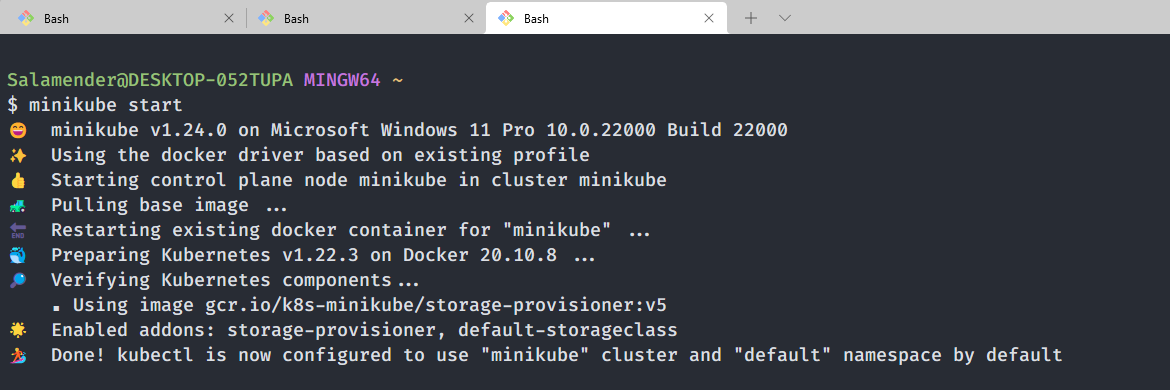 Bash Bash Bash
Salamender@DESKTOP-052TUPA MINGW64 ~
$ minikube start
😄 minikube v1.24.0 on Microsoft Windows 11 Pro 10.0.22000 Build 22000
✨ Using the docker driver based on existing profile
👍 Starting control plane node minikube in cluster minikube
🚜 Pulling base image ...
🔚 Restarting existing docker container for "minikube" ...
🐳 Preparing Kubernetes v1.22.3 on Docker 20.10.8 ...
🔎 Verifying Kubernetes components...
▪ Using image gcr.io/k8s-minikube/storage-provisioner:v5
🌟 Enabled addons: storage-provisioner, default-storageclass
🏄 Done! kubectl is now configured to use "minikube" cluster and "default" namespace by default